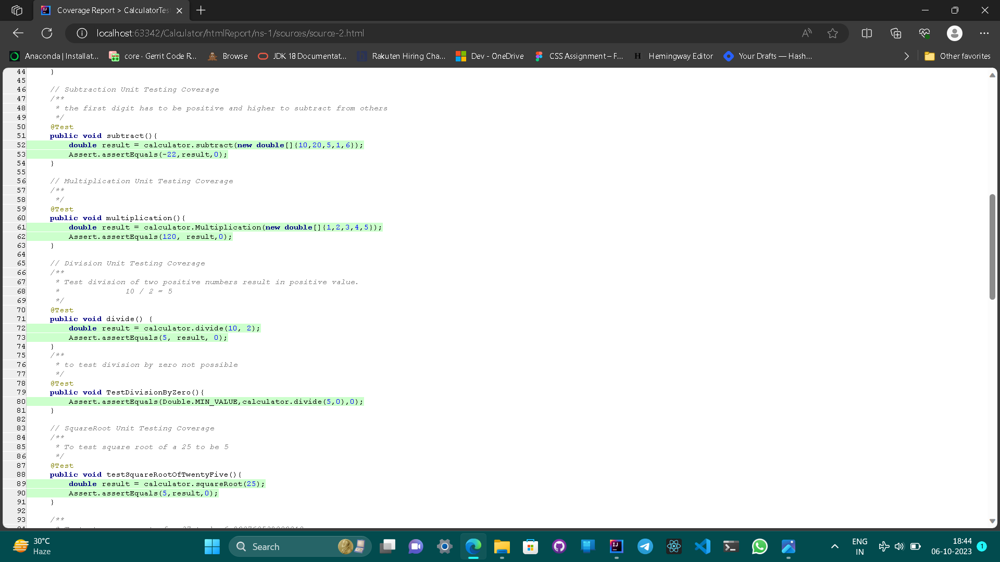 Coverage Report > CalculatorTes
localhost:63342/Calculator/htmlReport/ns-1/sources/source-2.html
Anaconda | Installat...
core · Gerrit Code R...
Browse
JDK 18 Documentat...
Rakuten Hiring Cha...
Dev - OneDrive
CSS Assignment – F...
H Hemingway Editor
Your Drafts — Hash...
Other favorites
44 }
45
46 // Subtraction Unit Testing Coverage
47 /**
48 * the first digit has to be positive and higher to subtract from others
49 */
50 @Test
51 public void subtract(){
52 double result = calculator.subtract(new double[]{10,20,5,1,6});
53 Assert.assertEquals(-22,result,0);
54 }
55
56 // Multiplication Unit Testing Coverage
57 /**
58 */
59 @Test
60 public void multiplication(){
61 double result = calculator.Multiplication(new double[]{1,2,3,4,5});
62 Assert.assertEquals(120, result,0);
63 }
64
65 // Division Unit Testing Coverage
66 /**
67 * Test division of two positive numbers result in positive value.
68 * 10 / 2 = 5
69 */
70 @Test
71 public void divide() {
72 double result = calculator.divide(10, 2);
73 Assert.assertEquals(5, result, 0);
74 }
75 /**
76 * to test division by zero not possible
77 */
78 @Test
79 public void TestDivisionByZero(){
80 Assert.assertEquals(Double.MIN_VALUE,calculator.divide(5,0),0);
81 }
82
83 // SquareRoot Unit Testing Coverage
84 /**
85 * To test square root of a 25 to be 5
86 */
87 @Test
88 public void testSquareRootOfTwentyFive(){
89 double result = calculator.squareRoot(25);
90 Assert.assertEquals(5,result,0);
91 }
92
93 /**
30°C
Haze
Search
ENG
IN
18:44
06-10-2023
1